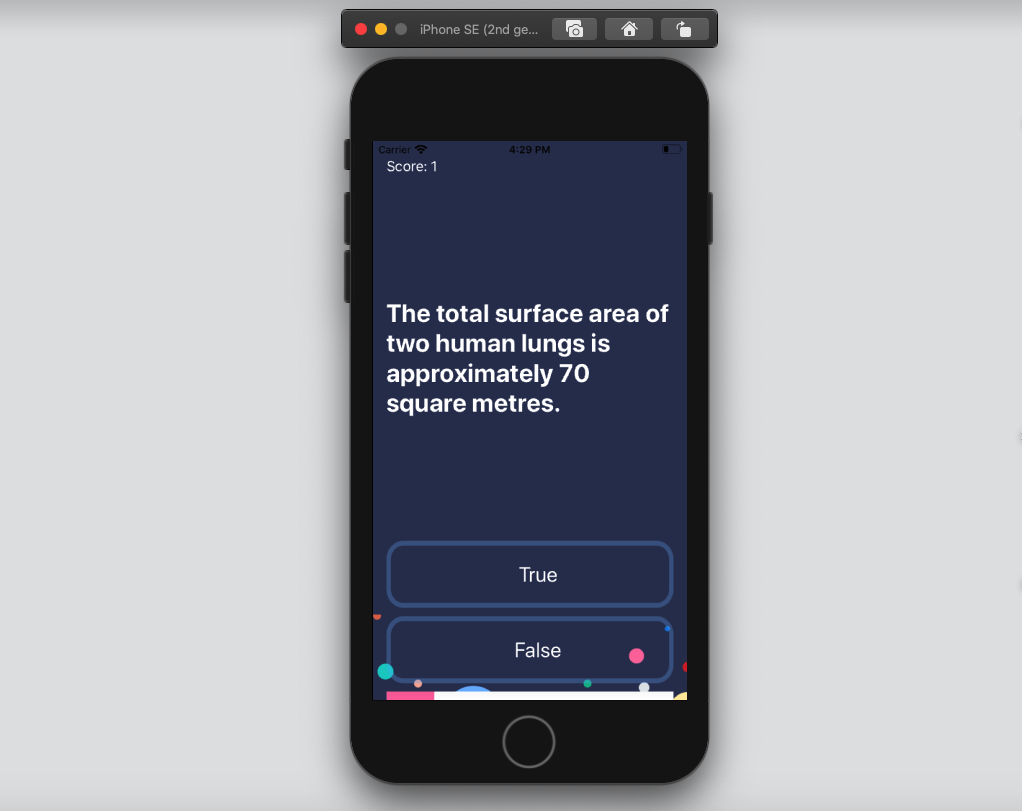 iPhone SE (2nd ge...
Carrier
4:29 PM
Score: 1
The total surface area of
two human lungs is
approximately 70
square metres.
True
False